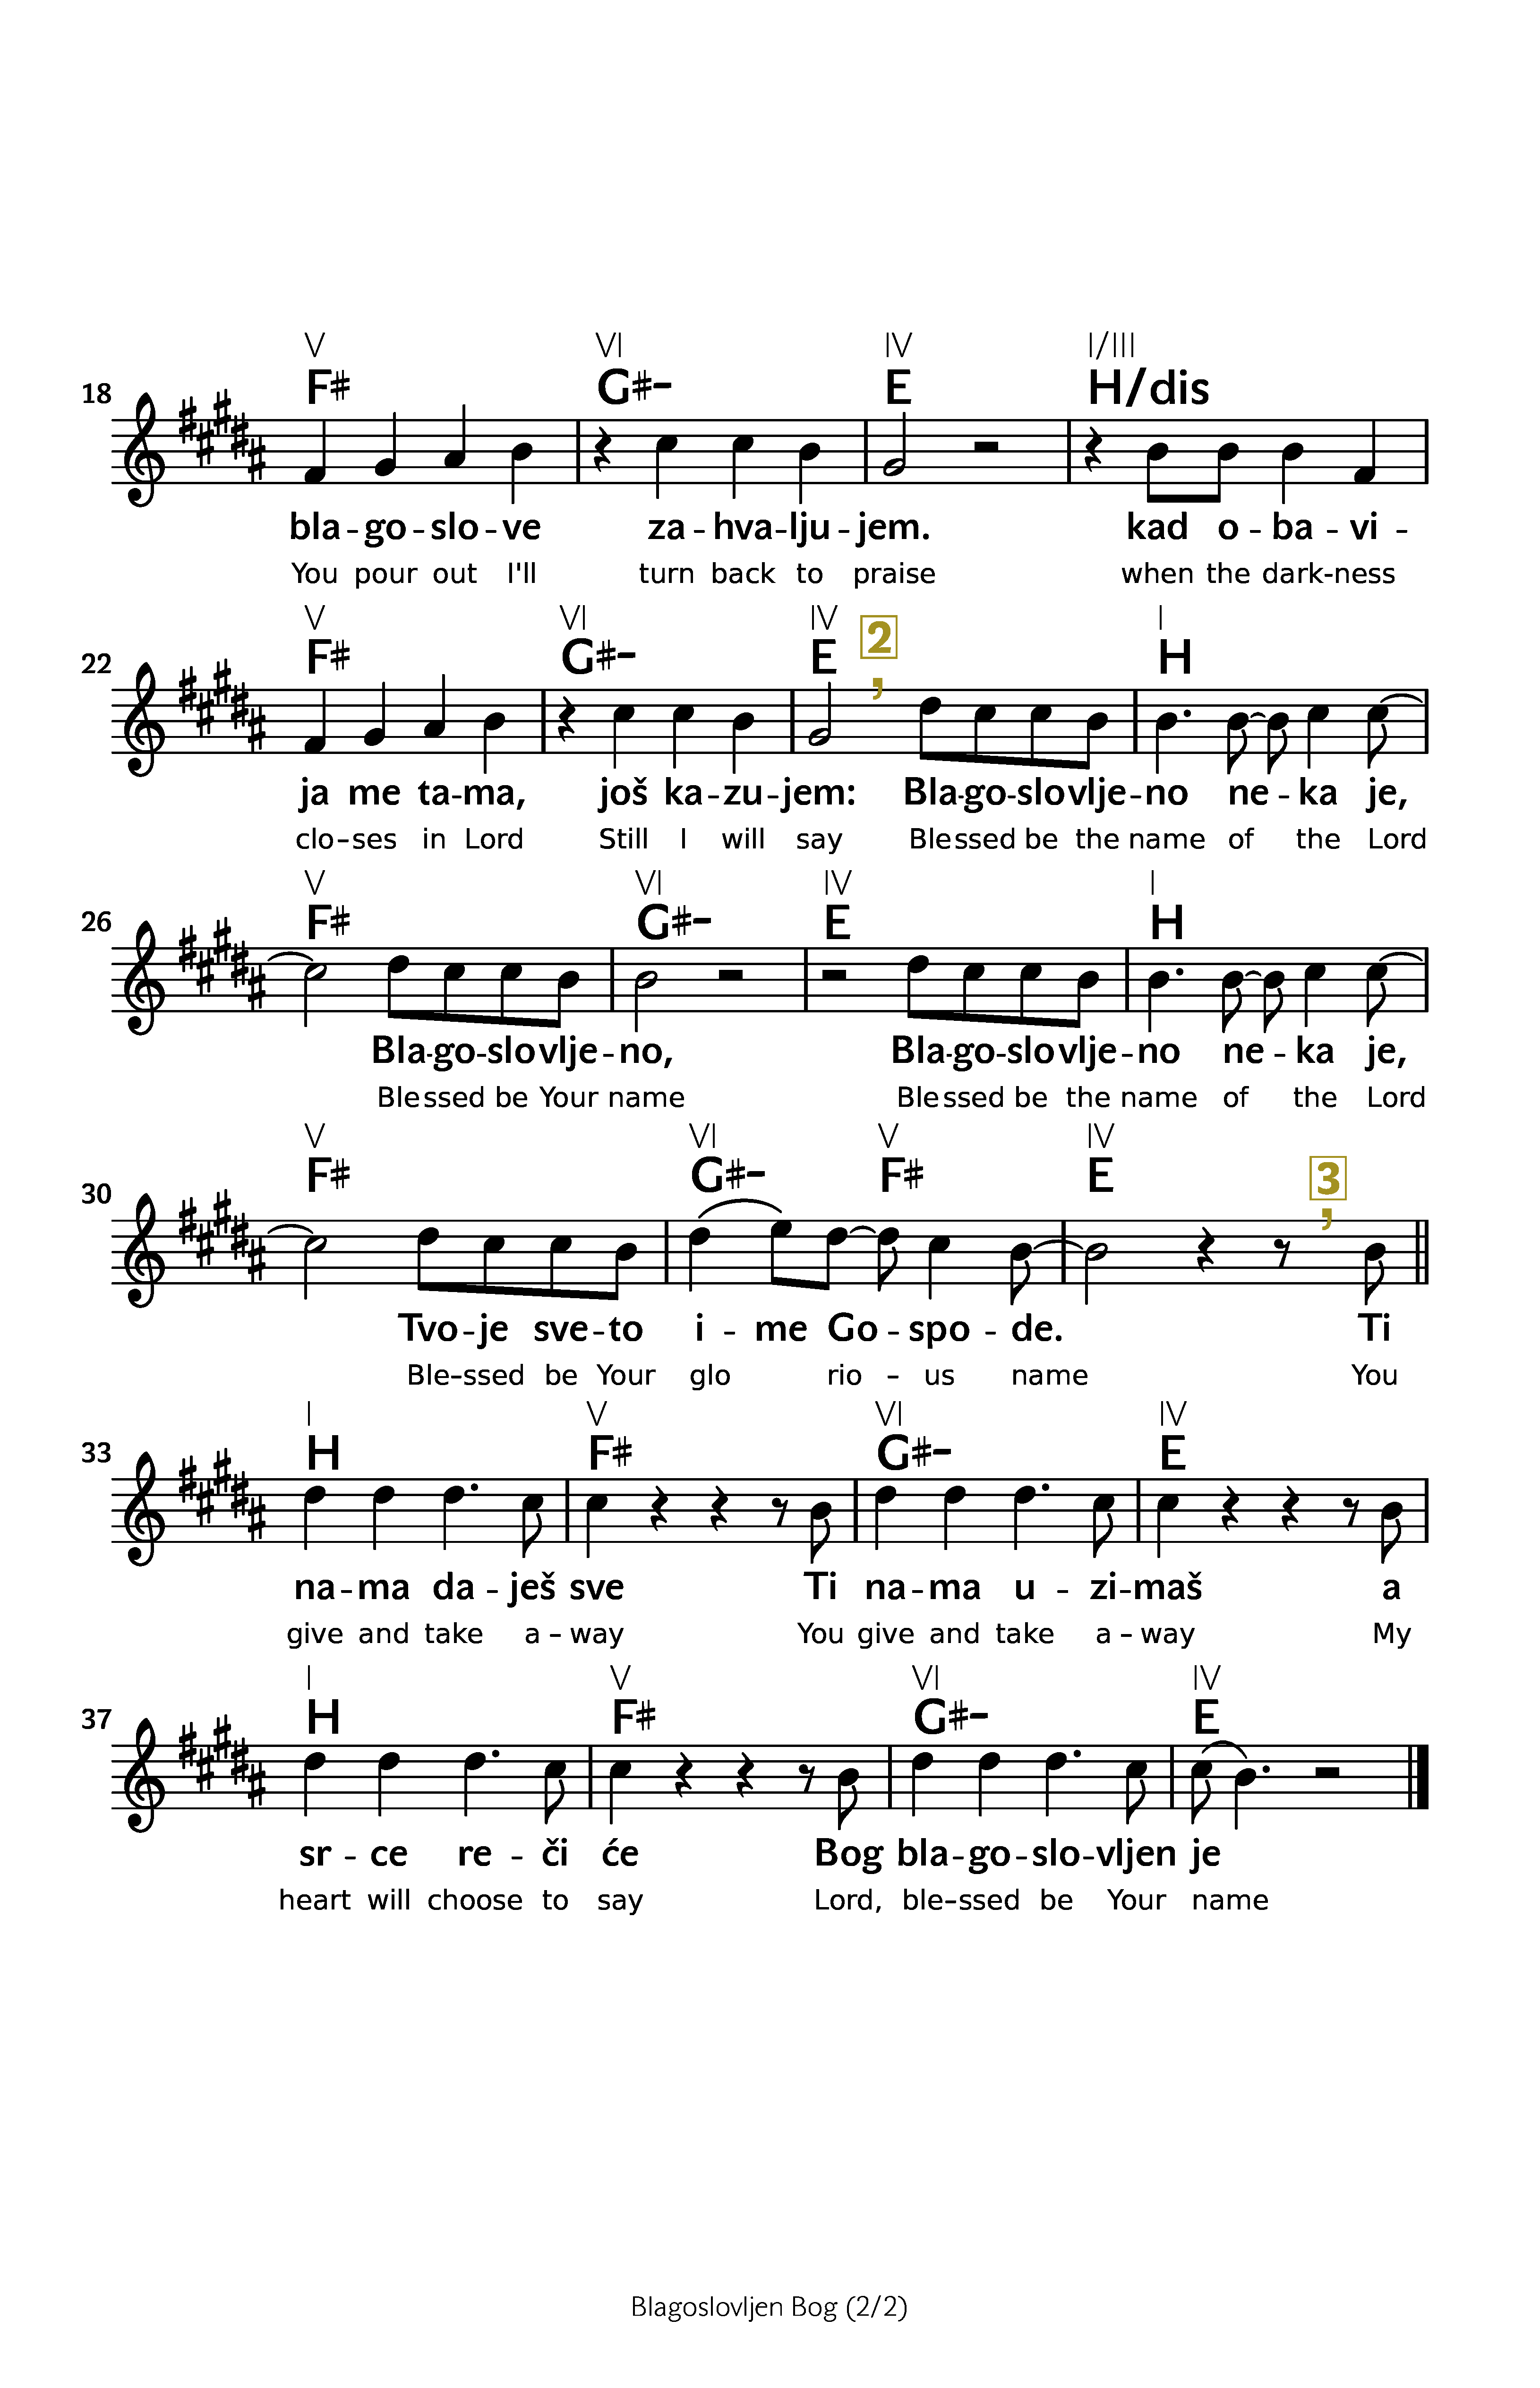 V VI IV I/III
F# G#– E H/dis
18
bla-go-slo-ve za-hva-lju-jem. kad o-ba-vi-
You pour out I'll turn back to praise when the dark-ness
V VI IV 2 I
F# G#– E , H
22
ja me ta-ma, još ka-zu-jem: Bla-go-slovlje-no ne-ka je,
clo-ses in Lord Still I will say Blessed be the name of the Lord
V VI IV I
F# G#– E H
26
Bla-go-slovlje-no, Bla-go-slovlje-no ne-ka je,
Blessed be Your name Blessed be the name of the Lord
V VI V IV 3
F# G#– F# E ,
30
Tvo-je sve-to i-me Go-spo-de. Ti
Ble-ssed be Your glo rio-us name You
I V VI IV
H F# G#– E
33
na-ma da-ješ sve Ti na-ma u-zi-maš a
give and take a-way You give and take a-way My
I V VI IV
H F# G#– E
37
sr-ce re-či će Bog bla-go-slo-vljen je
heart will choose to say Lord, ble-ssed be Your name
Blagoslovljen Bog (2/2)